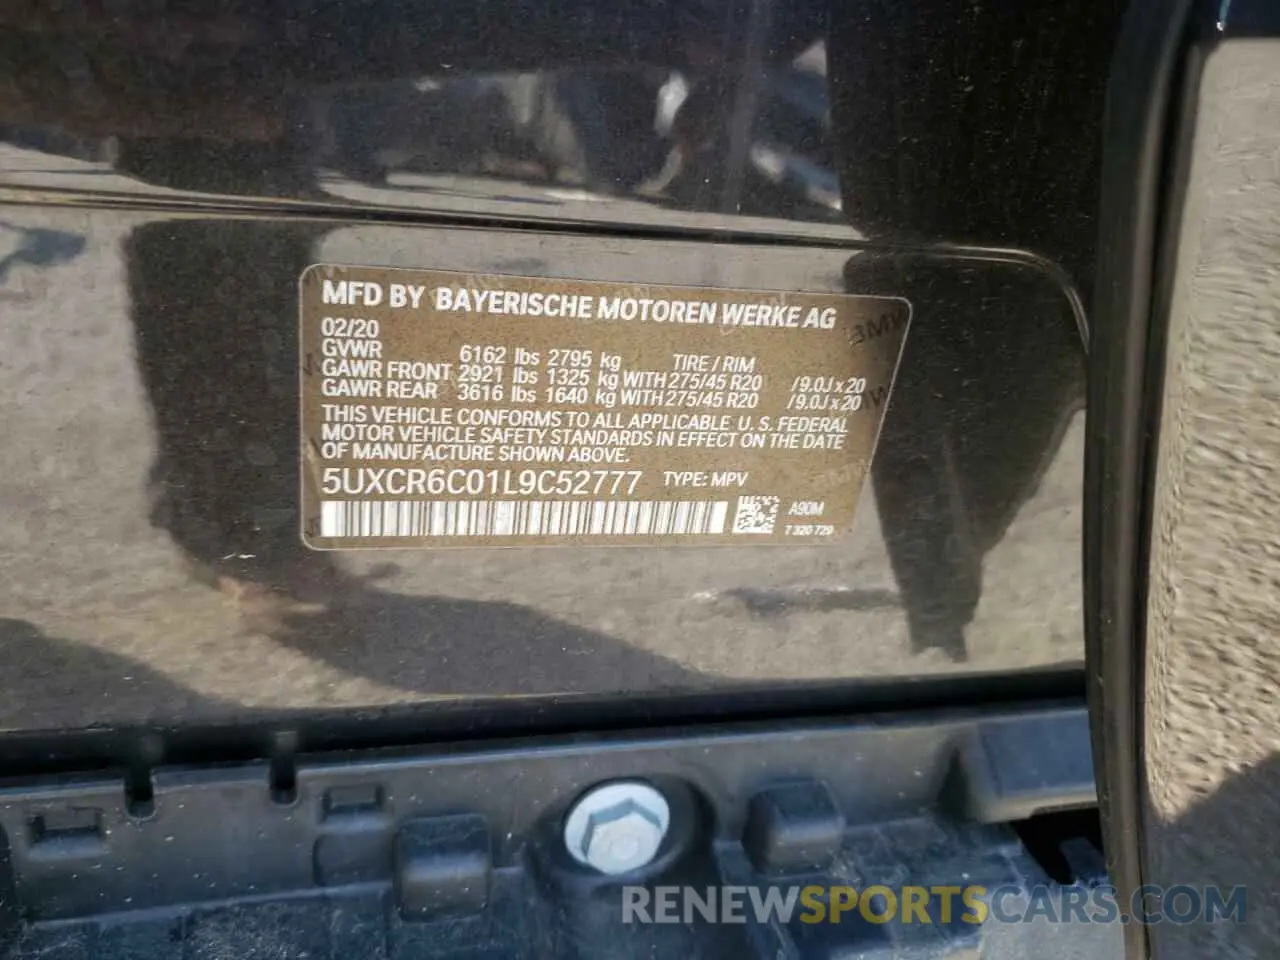 MFD BY BAYERISCHE MOTOREN WERKE AG
02/20
GVWR 6162 lbs 2795 kg TIRE / RIM
GAWR FRONT 2921 lbs 1325 kg WITH 275/45 R20 /9.0J x 20
GAWR REAR 3616 lbs 1640 kg WITH 275/45 R20 /9.0J x 20
THIS VEHICLE CONFORMS TO ALL APPLICABLE U. S. FEDERAL
MOTOR VEHICLE SAFETY STANDARDS IN EFFECT ON THE DATE
OF MANUFACTURE SHOWN ABOVE.
5UXCR6C01L9C52777 TYPE: MPV
A90M
7 320 729
BMW
RENEWSPORTSCARS.COM